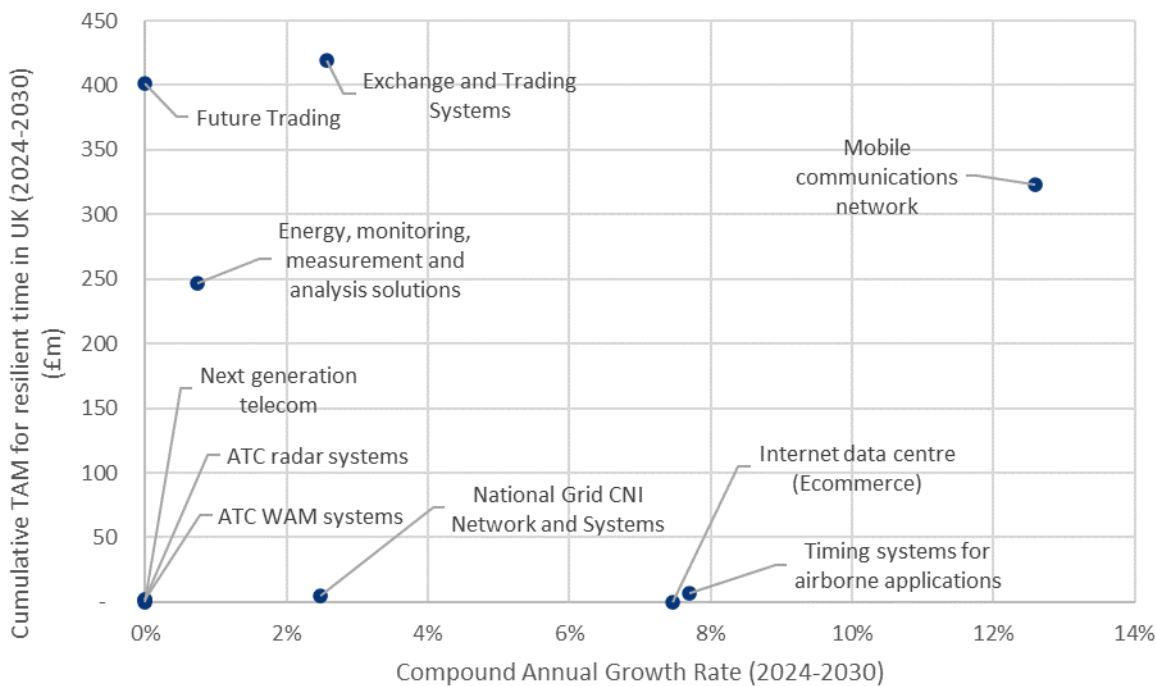 Cumulative TAM for resilient time in UK (2024-2030)
(£m)
450
400
350
300
250
200
150
100
50
-
Future Trading
Exchange and Trading
Systems
Mobile
communications
network
Energy, monitoring,
measurement and
analysis solutions
Next generation
telecom
ATC radar systems
ATC WAM systems
National Grid CNI
Network and Systems
Internet data centre
(Ecommerce)
Timing systems for
airborne applications
0%
2%
4%
6%
8%
10%
12%
14%
Compound Annual Growth Rate (2024-2030)